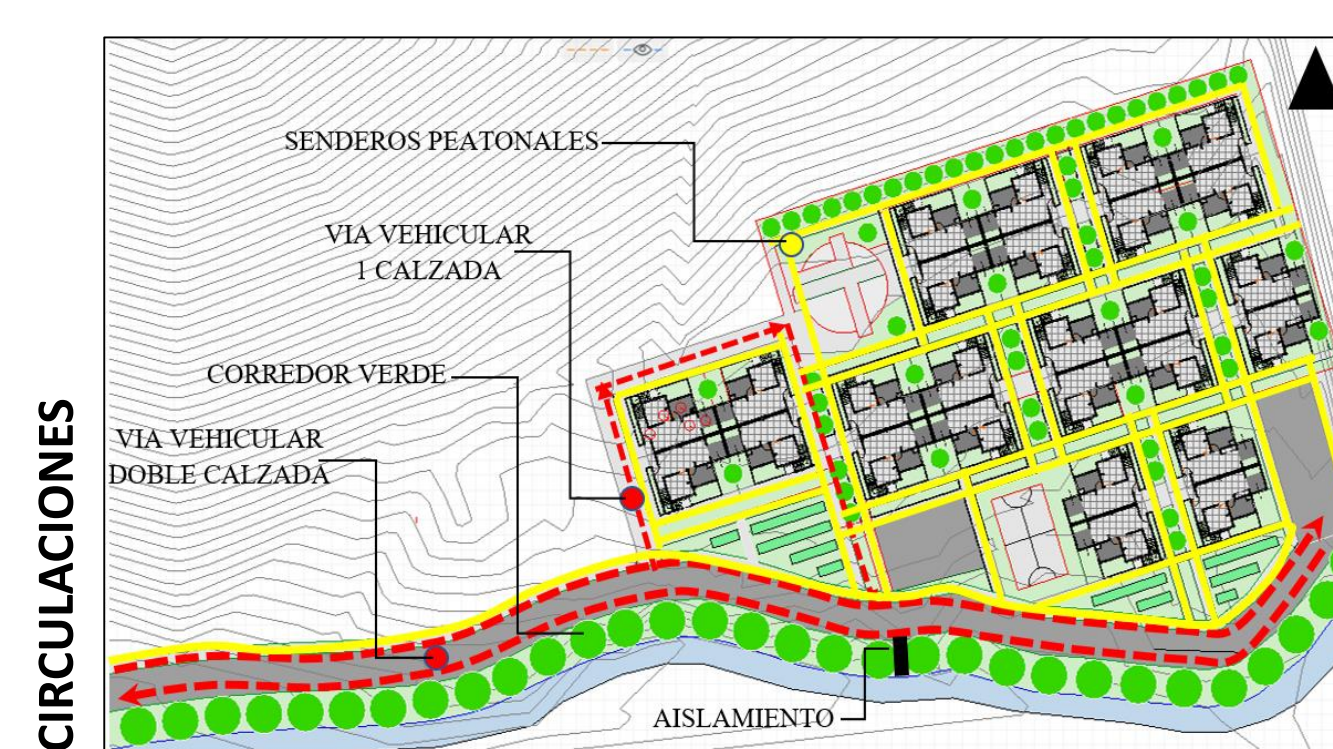 SENDEROS PEATONALES
VIA VEHICULAR
1 CALZADA
CORREDOR VERDE
VIA VEHICULAR
DOBLE CALZADA
AISLAMIENTO
CIRCULACIONES